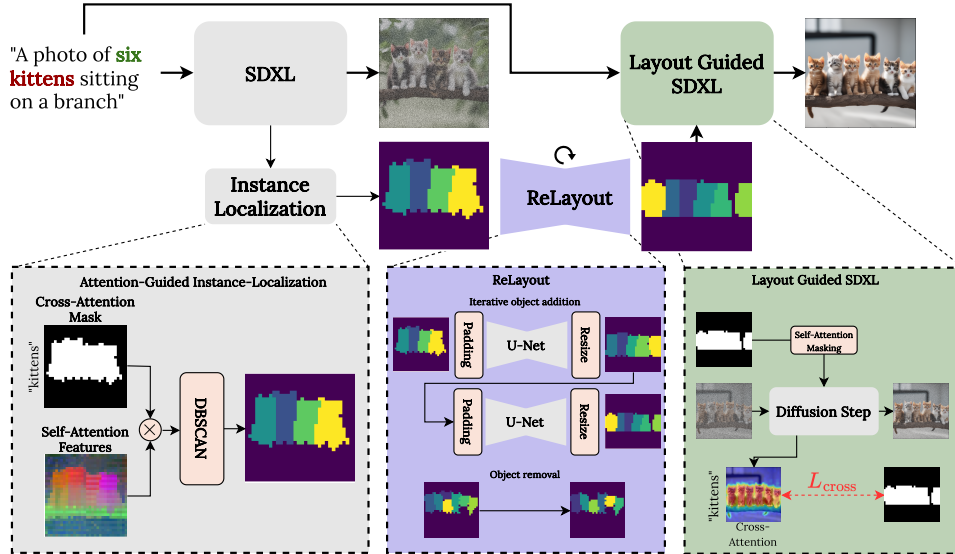 "A photo of six
kittens sitting
on a branch"
SDXL
Layout Guided
SDXL
Instance
Localization
ReLayout
Attention-Guided Instance-Localization
Cross-Attention
Mask
"kittens"
Self-Attention
Features
DBSCAN
ReLayout
Iterative object addition
Padding
U-Net
Resize
Padding
U-Net
Resize
Object removal
Layout Guided SDXL
Self-Attention
Masking
Diffusion Step
"kittens"
L_cross
Cross-
Attention